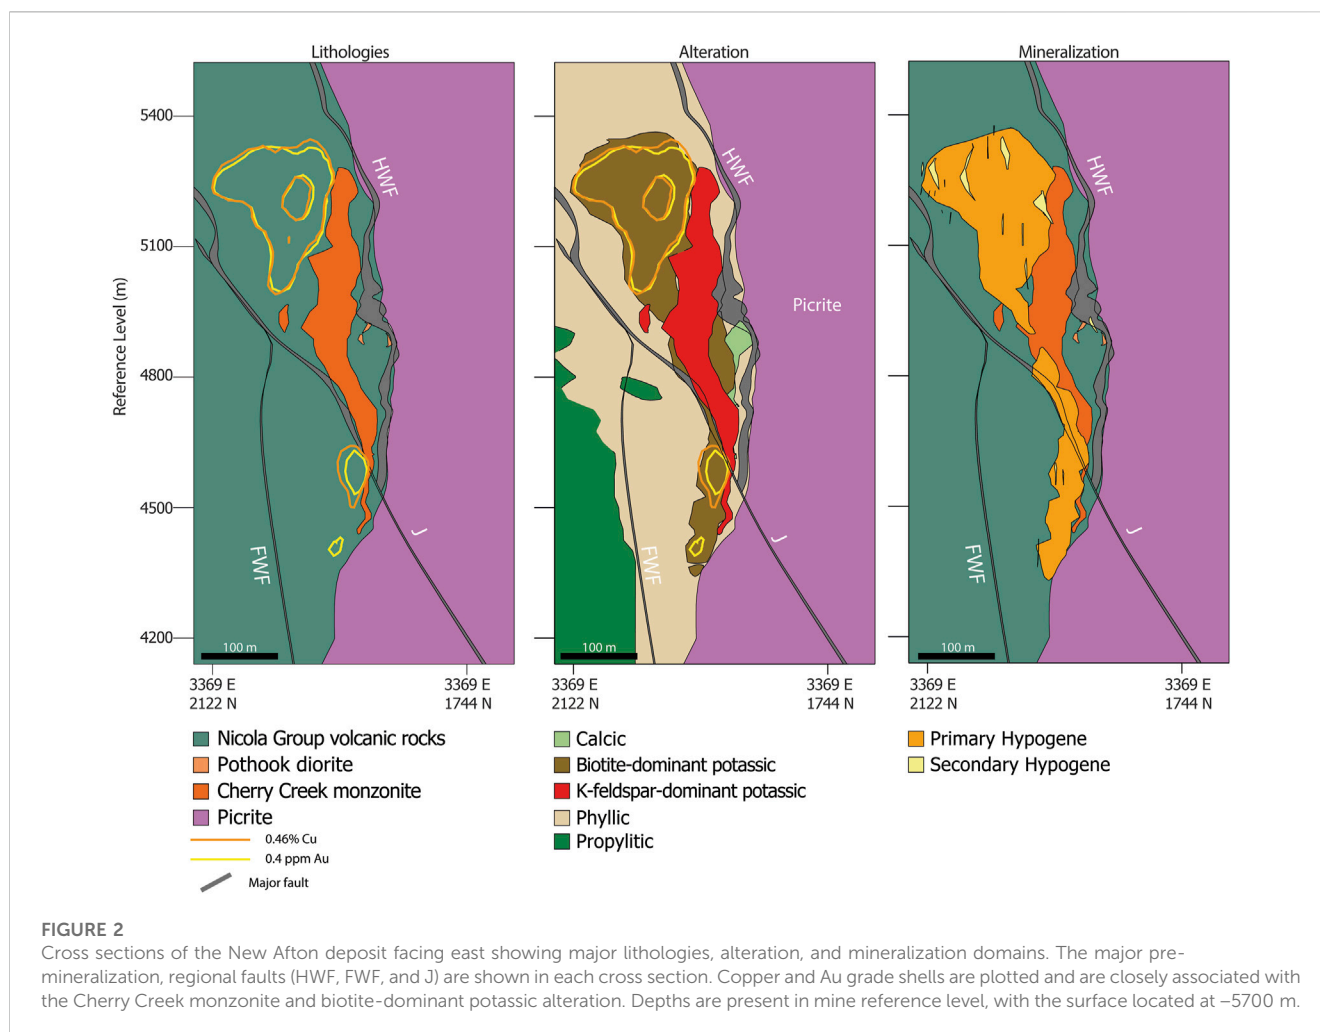 Lithologies
Alteration
Mineralization
Reference Level (m)
5400
5100
4800
4500
4200
HWF
FWF
J
100 m
HWF
Picrite
FWF
J
100 m
HWF
FWF
J
100 m
3369 E
2122 N
3369 E
1744 N
3369 E
2122 N
3369 E
1744 N
3369 E
2122 N
3369 E
1744 N
Nicola Group volcanic rocks
Pothook diorite
Cherry Creek monzonite
Picrite
0.46% Cu
0.4 ppm Au
Major fault
Calcic
Biotite-dominant potassic
K-feldspar-dominant potassic
Phyllic
Propylitic
Primary Hypogene
Secondary Hypogene
FIGURE 2
Cross sections of the New Afton deposit facing east showing major lithologies, alteration, and mineralization domains. The major pre-
mineralization, regional faults (HWF, FWF, and J) are shown in each cross section. Copper and Au grade shells are plotted and are closely associated with
the Cherry Creek monzonite and biotite-dominant potassic alteration. Depths are present in mine reference level, with the surface located at −5700 m.